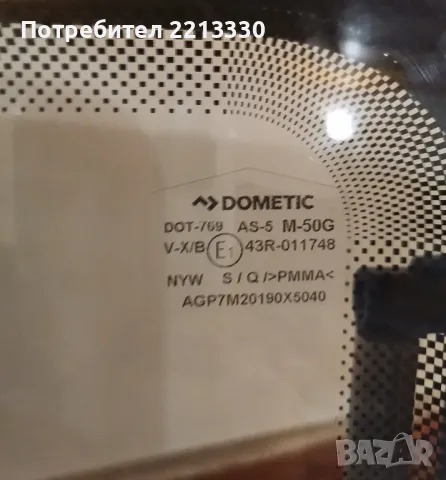 Потребител 2213330
DOMETIC
DOT-769 AS-5 M-50G
V-X/B E1 43R-011748
NYW S / Q />PMMA<
AGP7M20190X5040
BAZAR